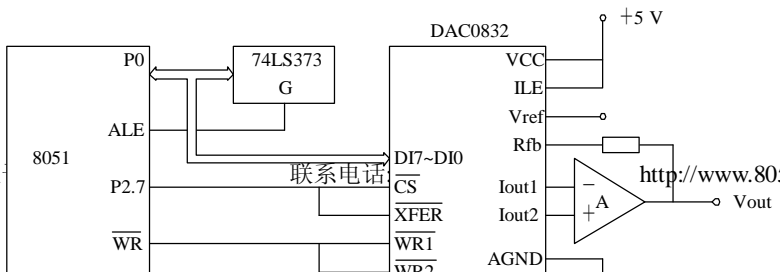 DAC0832
+5 V
P0
74LS373
G
VCC
ILE
Vref
ALE
Rfb
8051
DI7~DI0
联系电话:
http://www.805
P2.7
CS
Iout1
A
Vout
XFER
Iout2
WR
WR1
AGND
WR2